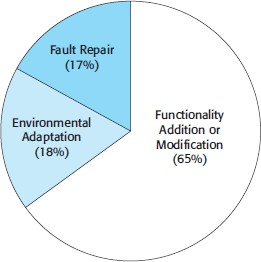 Fault Repair
(17%)
Functionality
Addition or
Modification
(65%)
Environmental
Adaptation
(18%)